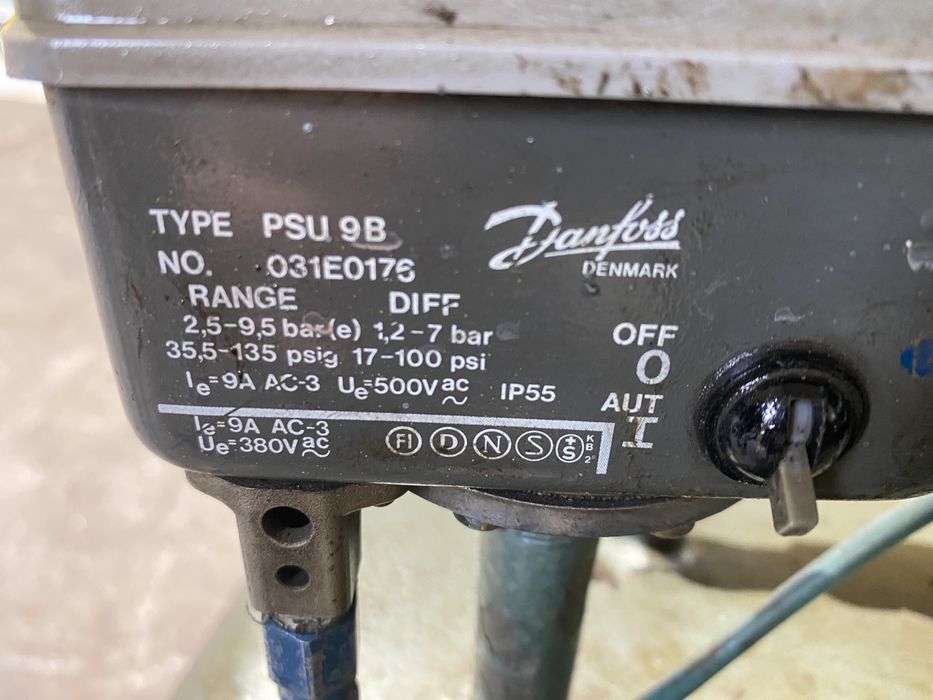 TYPE PSU 9B
NO. 031E0176
RANGE DIFF
2,5-9,5 bar(e) 1,2-7 bar
35,5-135 psig 17-100 psi
Ie=9A AC-3 Ue=500V ac IP55
Ie=9A AC-3
Ue=380V ac
FI D N S +S KB2
Danfoss
DENMARK
OFF
O
AUT
I